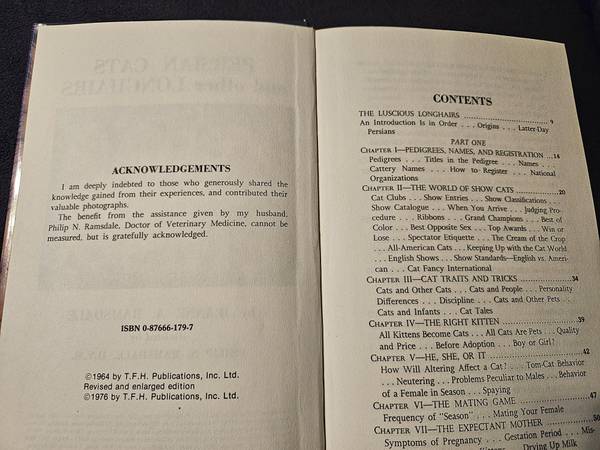 ACKNOWLEDGEMENTS
I am deeply indebted to those who generously shared the
knowledge gained from their experiences, and contributed their
valuable photographs.
The benefit from the assistance given by my husband,
Philip N. Ramsdale, Doctor of Veterinary Medicine, cannot be
measured, but is gratefully acknowledged.
ISBN 0-87666-179-7
©1964 by T.F.H. Publications, Inc. Ltd.
Revised and enlarged edition
©1976 by T.F.H. Publications, Inc. Ltd.
CONTENTS
THE LUSCIOUS LONGHAIRS ........................ 9
An Introduction Is in Order . . . Origins . . . Latter-Day
Persians
PART ONE
CHAPTER I—PEDIGREES, NAMES, AND REGISTRATION ...14
Pedigrees . . . Titles in the Pedigree . . . Names . . .
Cattery Names . . . How to Register . . . National
Organizations
CHAPTER II—THE WORLD OF SHOW CATS ..................20
Cat Clubs . . . Show Entries . . . Show Classifications . . .
Show Catalogue . . . When You Arrive . . . Judging Pro-
cedure . . . Ribbons . . . Grand Champions . . . Best of
Color . . . Best Opposite Sex . . . Top Awards . . . Win or
Lose . . . Spectator Etiquette . . . The Cream of the Crop
. . . All-American Cats . . . Keeping Up with the Cat World
. . . English Shows . . . Show Standards—English vs. Ameri-
can . . . Cat Fancy International
CHAPTER III—CAT TRAITS AND TRICKS ....................34
Cats and Other Cats . . . Cats and People . . . Personality
Differences . . . Discipline . . . Cats and Other Pets . . .
Cats and Infants . . . Cat Tales
CHAPTER IV—THE RIGHT KITTEN ..........................39
All Kittens Become Cats . . . All Cats Are Pets . . . Quality
and Price . . . Before Adoption . . . Boy or Girl?
CHAPTER V—HE, SHE, OR IT ..............................42
How Will Altering Affect a Cat? . . . Tom-Cat Behavior
. . . Neutering . . . Problems Peculiar to Males . . . Behavior
of a Female in Season . . . Spaying
CHAPTER VI—THE MATING GAME ..........................47
Frequency of "Season" . . . Mating Your Female
CHAPTER VII—THE EXPECTANT MOTHER ....................50
Symptoms of Pregnancy . . . Gestation Period . . . Mis-
Kittens . . . Drying Up Milk